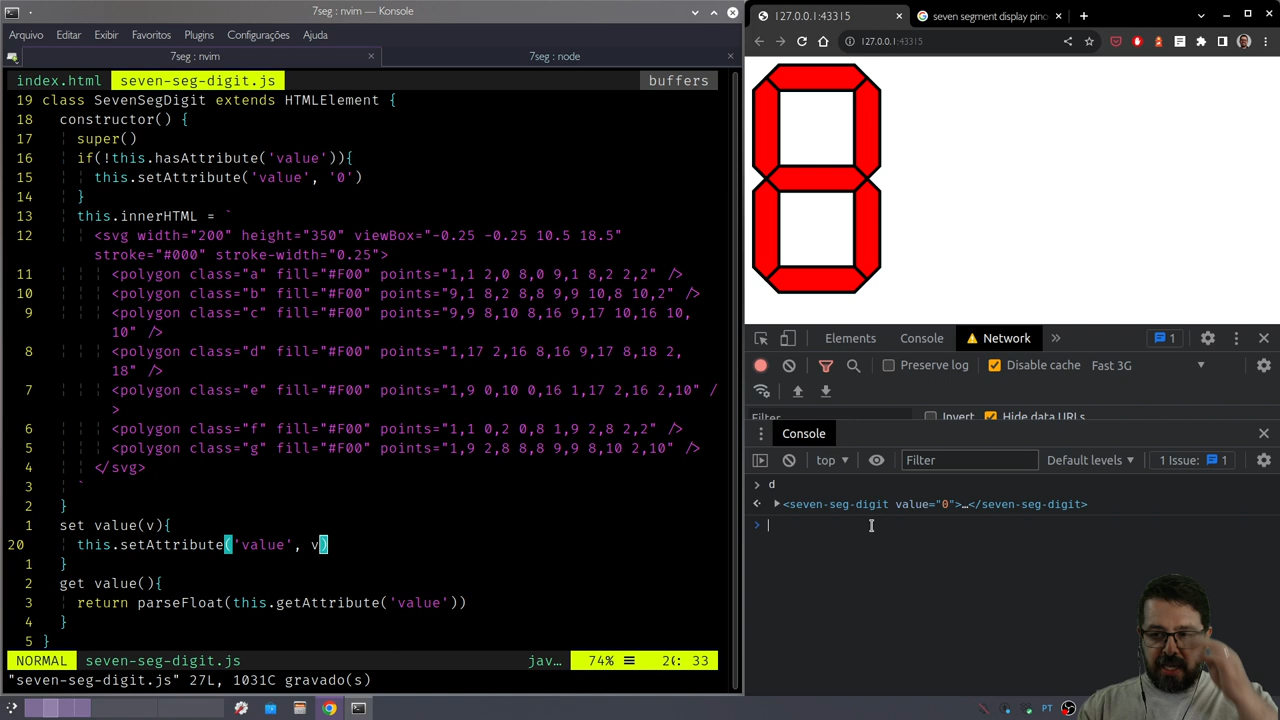 7seg : nvim — Konsole
Arquivo Editar Exibir Favoritos Plugins Configurações Ajuda
7seg : nvim
7seg : node
index.html seven-seg-digit.js buffers
19 class SevenSegDigit extends HTMLElement {
18 constructor() {
17 super()
16 if(!this.hasAttribute('value')){
15 this.setAttribute('value', '0')
14 }
13 this.innerHTML = `
12 <svg width="200" height="350" viewBox="-0.25 -0.25 10.5 18.5"
stroke="#000" stroke-width="0.25">
11 <polygon class="a" fill="#F00" points="1,1 2,0 8,0 9,1 8,2 2,2" />
10 <polygon class="b" fill="#F00" points="9,1 8,2 8,8 9,9 10,8 10,2" />
9 <polygon class="c" fill="#F00" points="9,9 8,10 8,16 9,17 10,16 10,
10" />
8 <polygon class="d" fill="#F00" points="1,17 2,16 8,16 9,17 8,18 2,
18" />
7 <polygon class="e" fill="#F00" points="1,9 0,10 0,16 1,17 2,16 2,10" /
>
6 <polygon class="f" fill="#F00" points="1,1 0,2 0,8 1,9 2,8 2,2" />
5 <polygon class="g" fill="#F00" points="1,9 2,8 8,8 9,9 8,10 2,10" />
4 </svg>
3 `
2 }
1 set value(v){
20 this.setAttribute('value', v)
1 }
2 get value(){
3 return parseFloat(this.getAttribute('value'))
4 }
5 }
NORMAL seven-seg-digit.js jav… 74% ≡ 20: 33
"seven-seg-digit.js" 27L, 1031C gravado(s)
127.0.0.1:43315
seven segment display pino
127.0.0.1:43315
Elements Console Network 1
Preserve log Disable cache Fast 3G
Filter Invert Hide data URLs
Console
top Filter Default levels 1 Issue: 1
> d
<seven-seg-digit value="0">…</seven-seg-digit>
>
PT